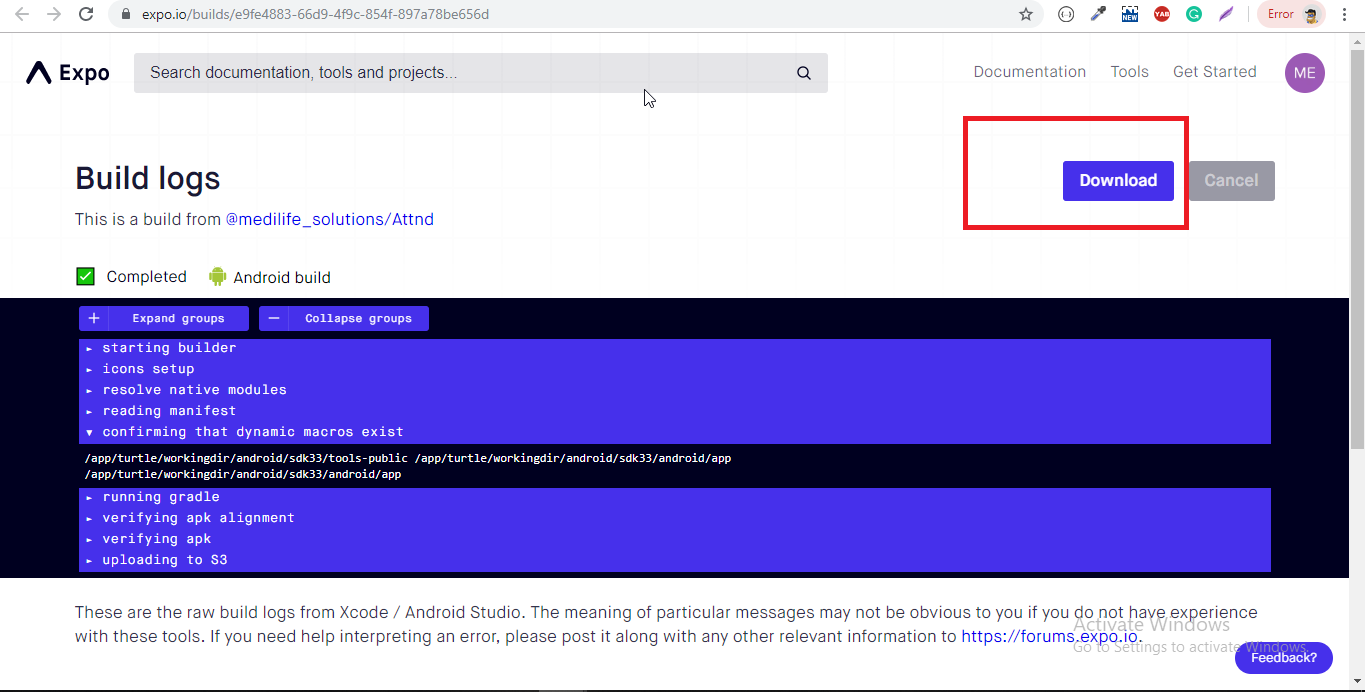 expo.io/builds/e9fe4883-66d9-4f9c-854f-897a78be656d
NEW
YAB
Error
Expo
Search documentation, tools and projects...
Documentation
Tools
Get Started
ME
Build logs
Download
Cancel
This is a build from @medilife_solutions/Attnd
Completed
Android build
+ Expand groups
— Collapse groups
► starting builder
► icons setup
► resolve native modules
► reading manifest
▼ confirming that dynamic macros exist
/app/turtle/workingdir/android/sdk33/tools-public /app/turtle/workingdir/android/sdk33/android/app
/app/turtle/workingdir/android/sdk33/android/app
► running gradle
► verifying apk alignment
► verifying apk
► uploading to S3
These are the raw build logs from Xcode / Android Studio. The meaning of particular messages may not be obvious to you if you do not have experience
with these tools. If you need help interpreting an error, please post it along with any other relevant information to https://forums.expo.io.
Activate Windows
Go to Settings to activate Windows.
Feedback?